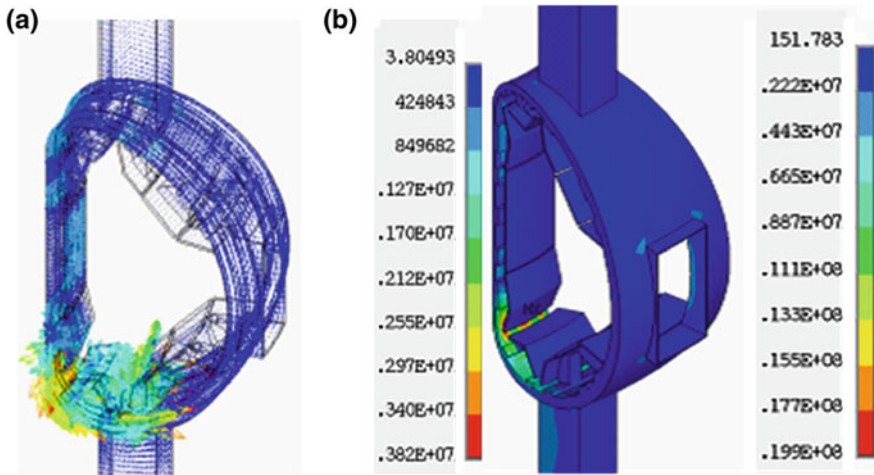 (a)
(b)
3.80493
424843
849682
.127E+07
.170E+07
.212E+07
.255E+07
.297E+07
.340E+07
.382E+07
151.783
.222E+07
.443E+07
.665E+07
.887E+07
.111E+08
.133E+08
.155E+08
.177E+08
.199E+08